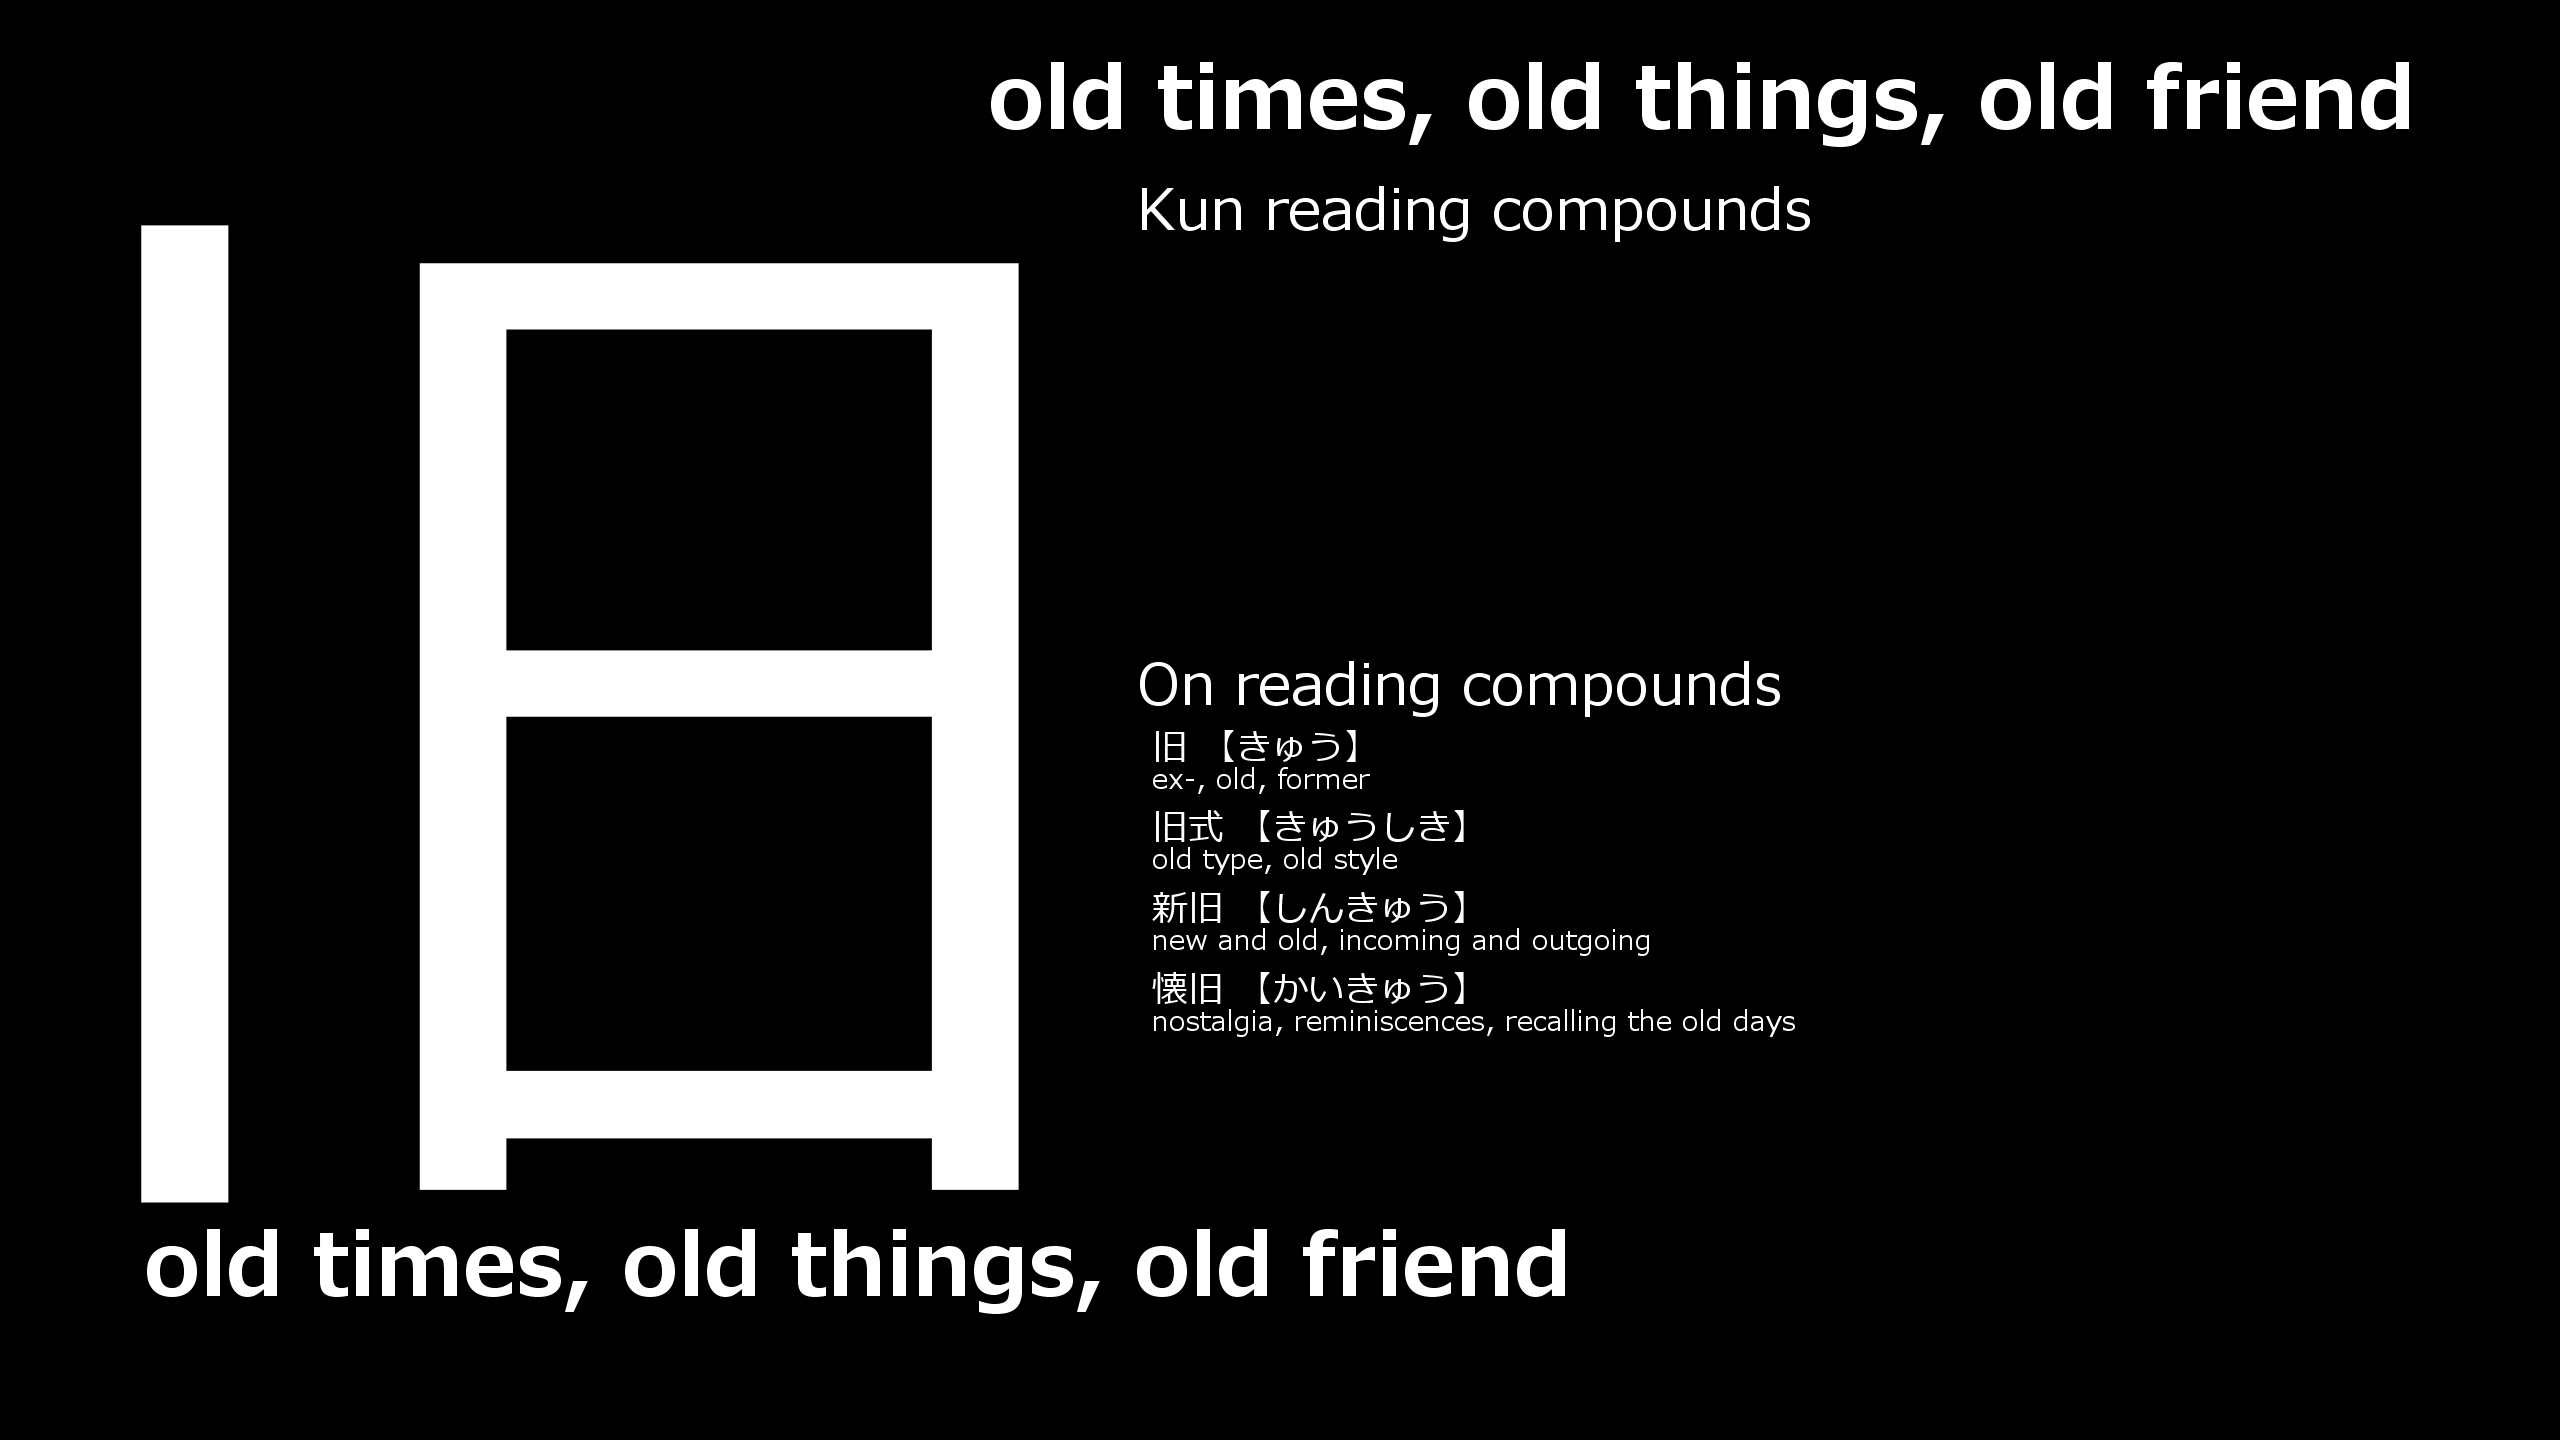 old times, old things, old friend
Kun reading compounds
旧
On reading compounds
旧 【きゅう】
ex-, old, former
旧式 【きゅうしき】
old type, old style
新旧 【しんきゅう】
new and old, incoming and outgoing
懐旧 【かいきゅう】
nostalgia, reminiscences, recalling the old days
old times, old things, old friend